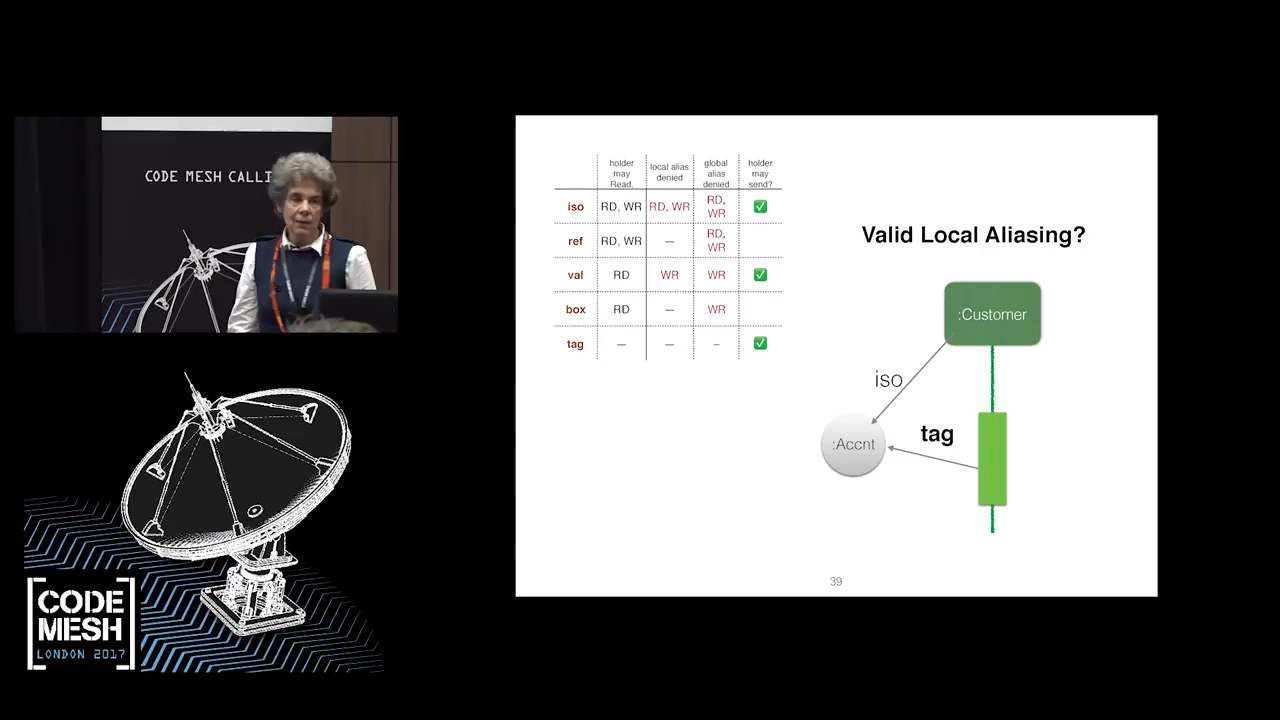 CODE MESH CALLI
holder may Read,
local alias denied
global alias denied
holder may send?
iso RD, WR RD, WR RD, WR ✅
ref RD, WR — RD, WR
val RD WR WR ✅
box RD — WR
tag — — – ✅
Valid Local Aliasing?
:Customer
iso
:Accnt
tag
39
CODE
MESH
LONDON 2017